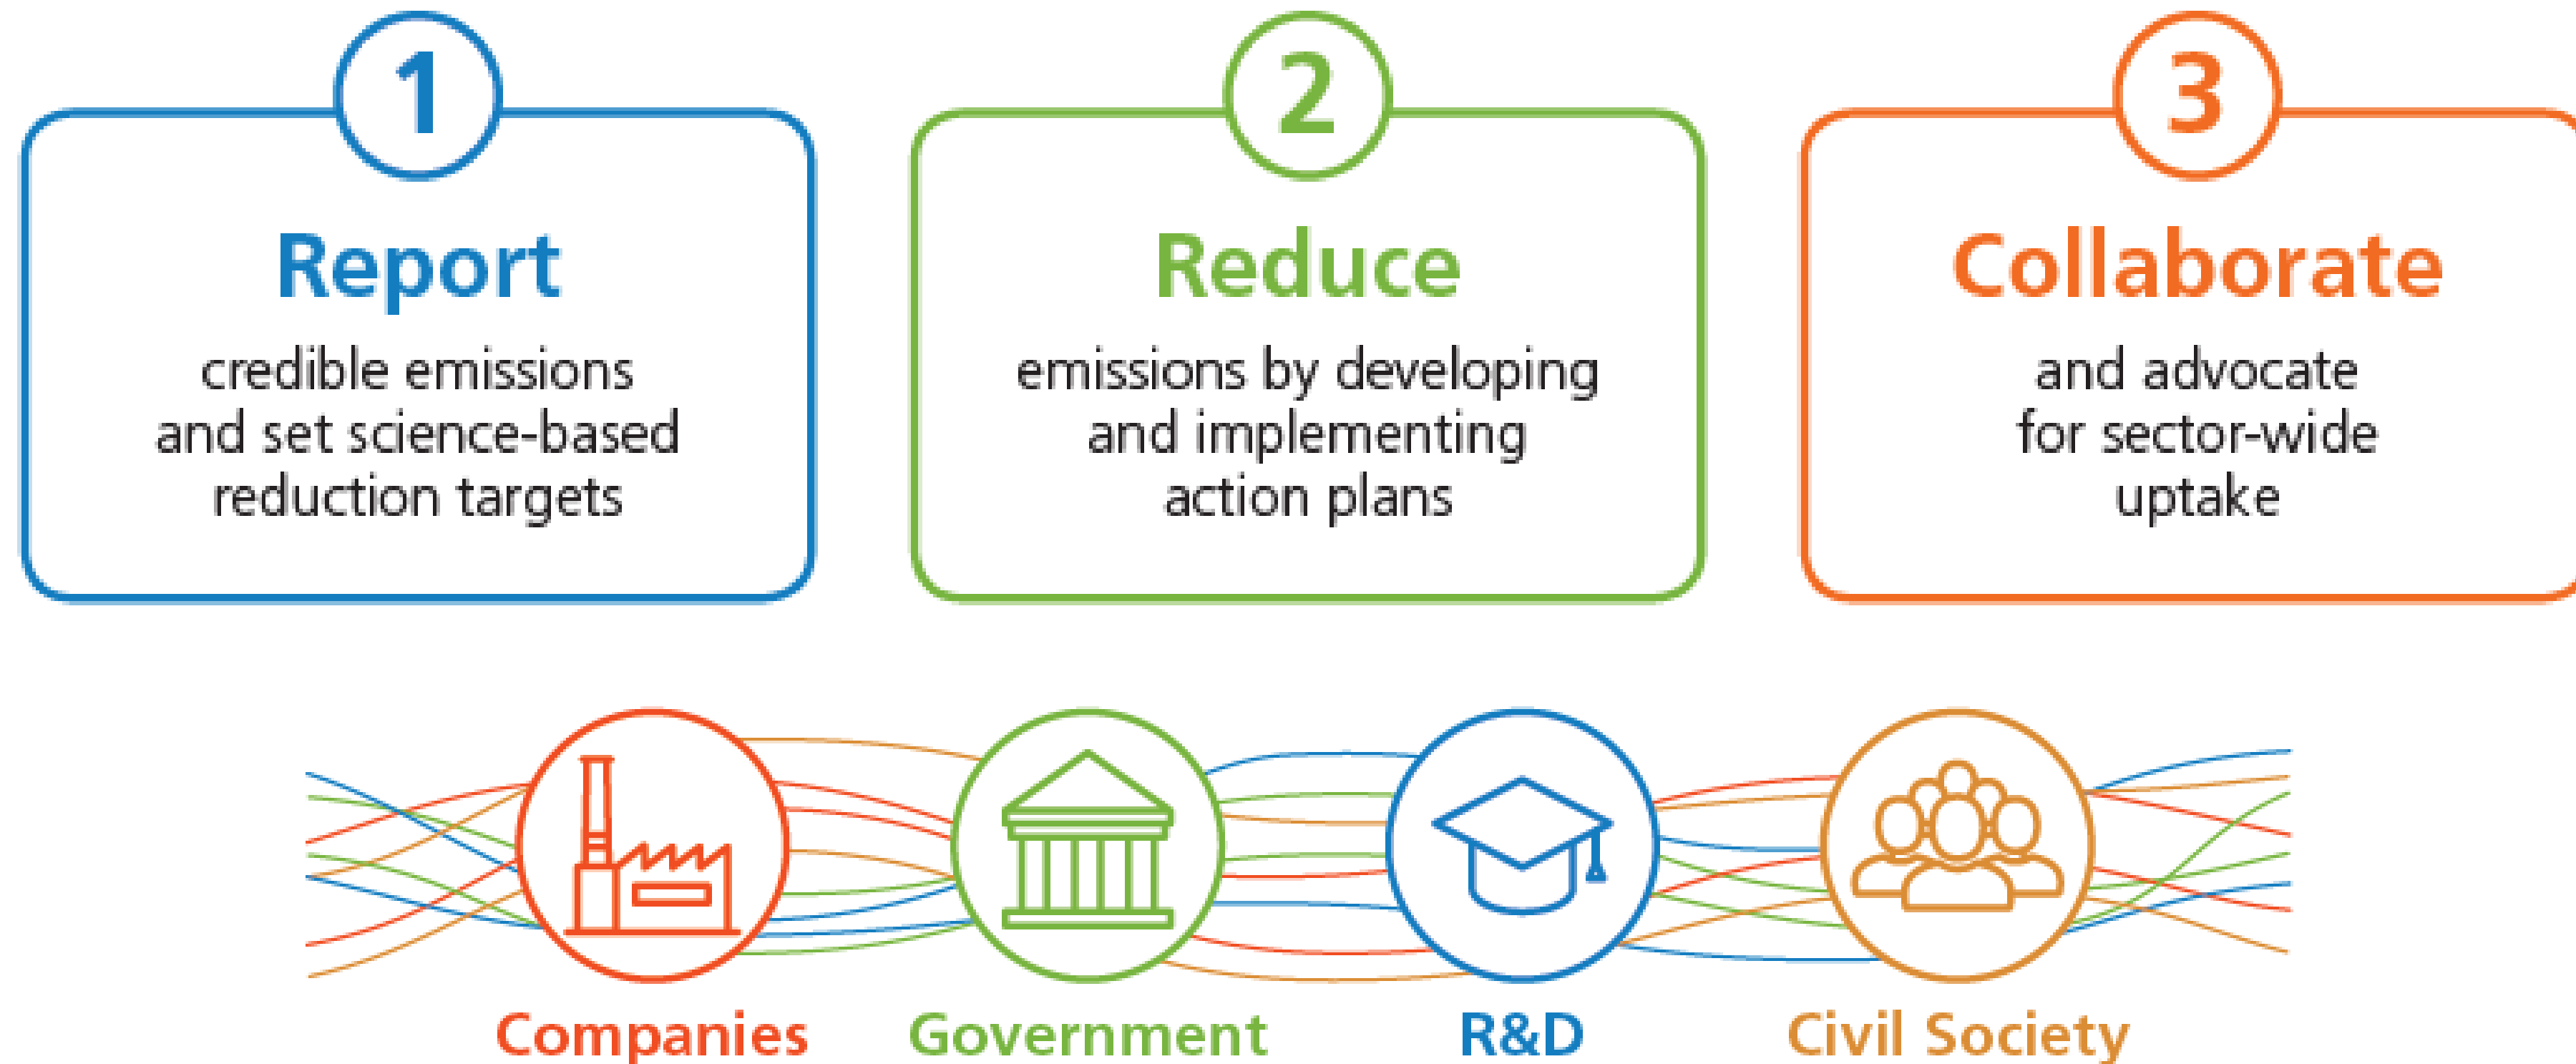 1
Report
credible emissions
and set science-based
reduction targets
2
Reduce
emissions by developing
and implementing
action plans
3
Collaborate
and advocate
for sector-wide
uptake
Companies
Government
R&D
Civil Society